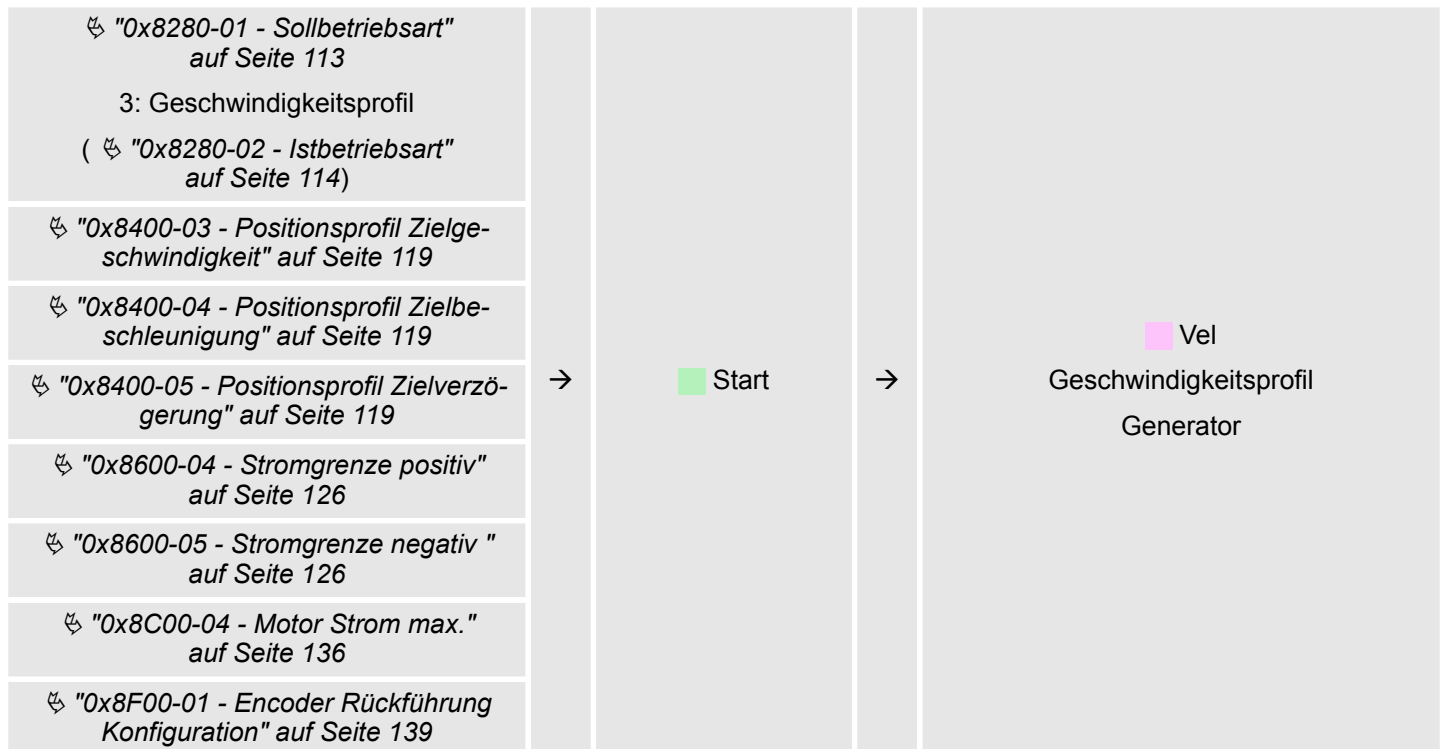 "0x8280-01 - Sollbetriebsart"
auf Seite 113
3: Geschwindigkeitsprofil
( "0x8280-02 - Istbetriebsart"
auf Seite 114)
"0x8400-03 - Positionsprofil Zielge-
schwindigkeit" auf Seite 119
"0x8400-04 - Positionsprofil Zielbe-
schleunigung" auf Seite 119
"0x8400-05 - Positionsprofil Zielverzö-
gerung" auf Seite 119
"0x8600-04 - Stromgrenze positiv"
auf Seite 126
"0x8600-05 - Stromgrenze negativ "
auf Seite 126
"0x8C00-04 - Motor Strom max."
auf Seite 136
"0x8F00-01 - Encoder Rückführung
Konfiguration" auf Seite 139
→
Start
→
Vel
Geschwindigkeitsprofil
Generator